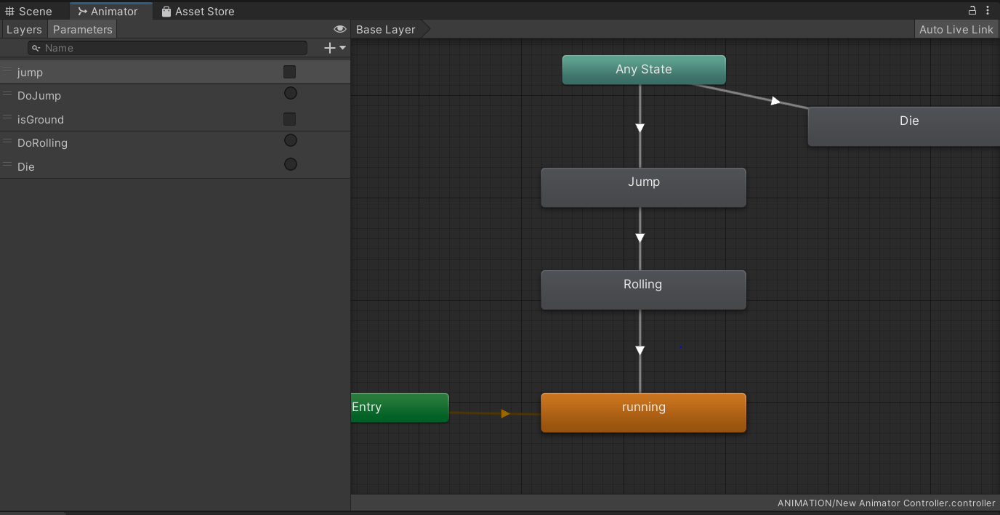 Scene Animator Asset Store
Layers Parameters Base Layer Auto Live Link
Name
jump
DoJump
isGround
DoRolling
Die
Any State
Die
Jump
Rolling
Entry
running
ANIMATION/New Animator Controller.controller